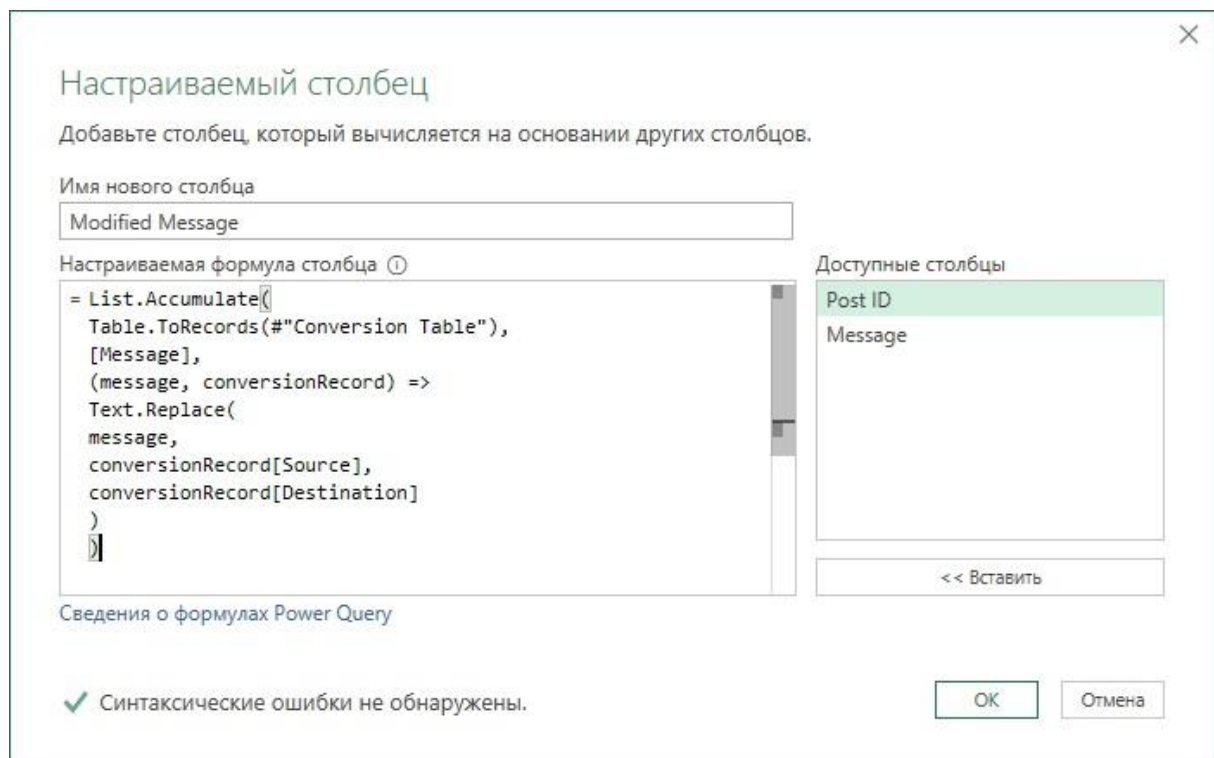 Настраиваемый столбец
Добавьте столбец, который вычисляется на основании других столбцов.
Имя нового столбца
Modified Message
Настраиваемая формула столбца
= List.Accumulate(
Table.ToRecords(#"Conversion Table"),
[Message],
(message, conversionRecord) =>
Text.Replace(
message,
conversionRecord[Source],
conversionRecord[Destination]
)
)
Доступные столбцы
Post ID
Message
<< Вставить
Сведения о формулах Power Query
Синтаксические ошибки не обнаружены.
ОК
Отмена